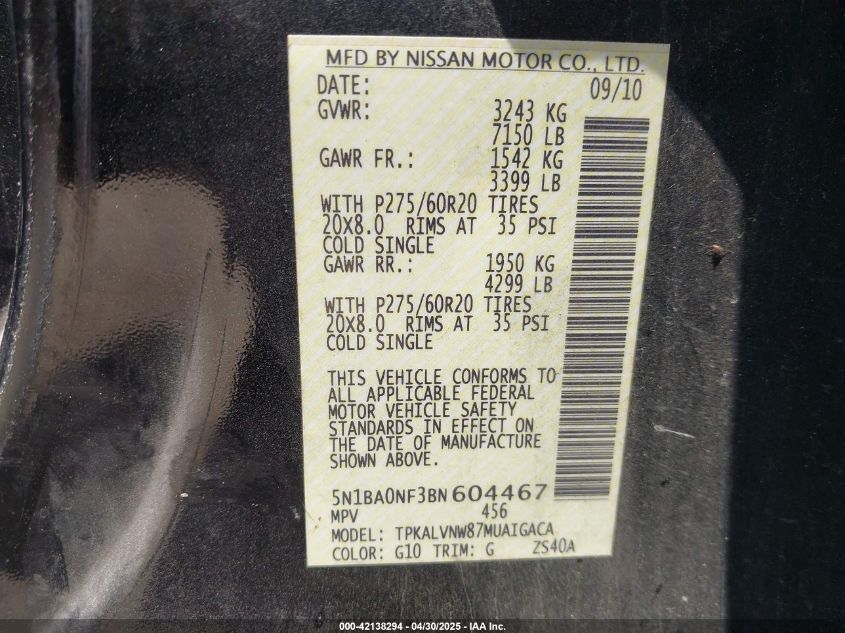 MFD BY NISSAN MOTOR CO., LTD.
DATE: 09/10
GVWR: 3243 KG
7150 LB
GAWR FR.: 1542 KG
3399 LB
WITH P275/60R20 TIRES
20X8.0 RIMS AT 35 PSI
COLD SINGLE
GAWR RR.: 1950 KG
4299 LB
WITH P275/60R20 TIRES
20X8.0 RIMS AT 35 PSI
COLD SINGLE
THIS VEHICLE CONFORMS TO
ALL APPLICABLE FEDERAL
MOTOR VEHICLE SAFETY
STANDARDS IN EFFECT ON
THE DATE OF MANUFACTURE
SHOWN ABOVE.
5N1BA0NF3BN604467
MPV 456
MODEL: TPKALVNW87MUAIGACA
COLOR: G10 TRIM: G ZS40A
000-42138294 - 04/30/2025 - IAA Inc.